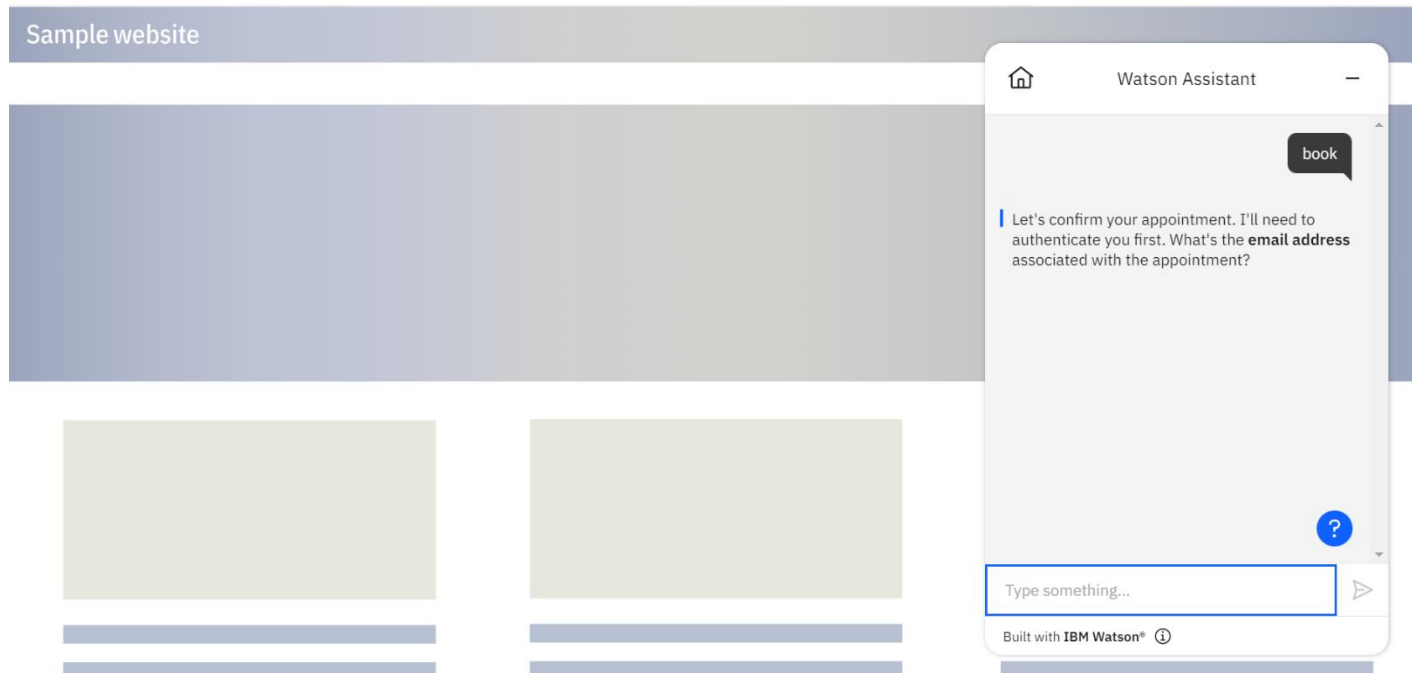 Sample website
Watson Assistant
book
Let's confirm your appointment. I'll need to
authenticate you first. What's the email address
associated with the appointment?
?
Type something...
Built with IBM Watson®